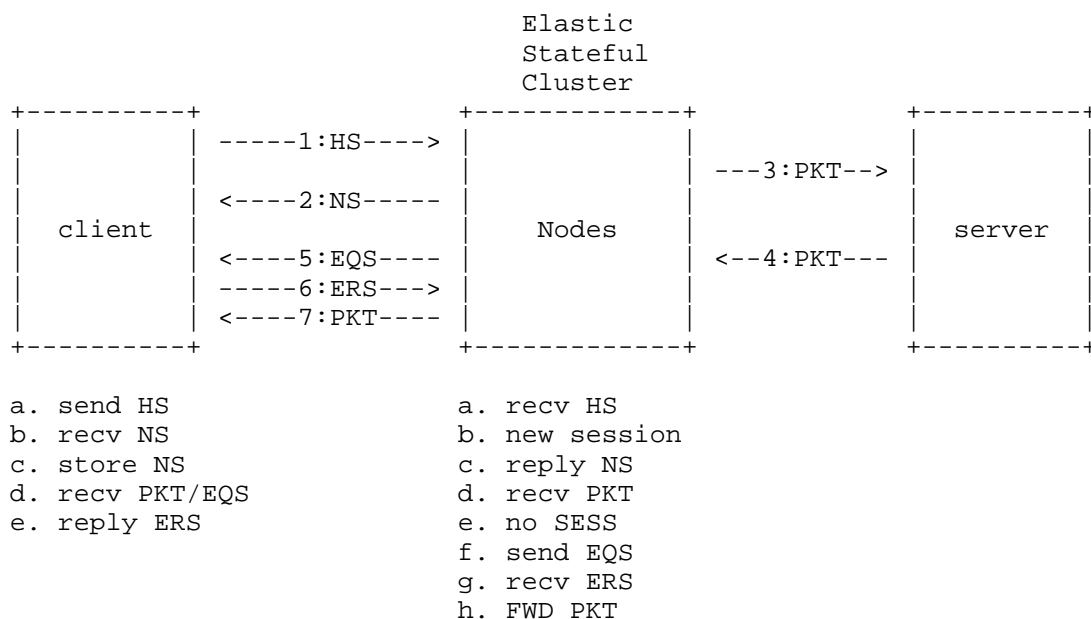 Elastic
Stateful
Cluster
+----------+                +------------+              +----------+
|          | -----1:HS----> |            |              |          |
|          |                |            | ---3:PKT--> |          |
|          | <----2:NS----- |            |              |          |
|  client  |                |   Nodes    |              |  server  |
|          | <----5:EQS---- |            | <--4:PKT--- |          |
|          | -----6:ERS---> |            |              |          |
|          | <----7:PKT---- |            |              |          |
+----------+                +------------+              +----------+
a. send HS                  a. recv HS
b. recv NS                  b. new session
c. store NS                 c. reply NS
d. recv PKT/EQS             d. recv PKT
e. reply ERS                e. no SESS
f. send EQS
g. recv ERS
h. FWD PKT